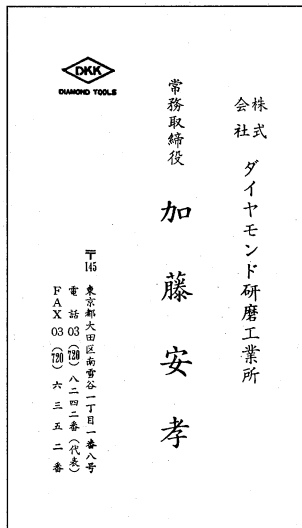 株式会社 ダイヤモンド研磨工業所
常務取締役 加藤安孝
〒145 東京都大田区南雪谷一丁目一番八号
電話 03 (720) 八二四二番 (代表)
FAX 03 (720) 六三五二番
DKK
DIAMOND TOOLS